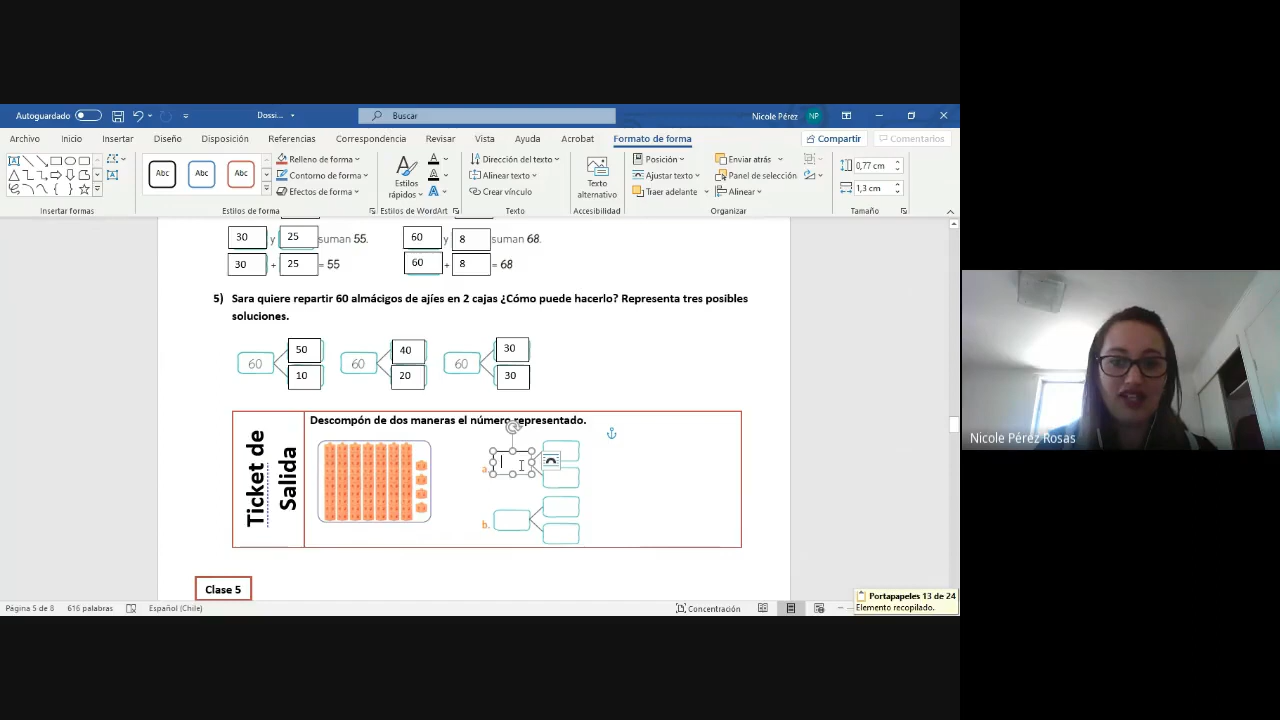 Autoguardado
Dossi...
Buscar
Nicole Pérez
NP
Archivo Inicio Insertar Diseño Disposición Referencias Correspondencia Revisar Vista Ayuda Acrobat Formato de forma
Compartir
Comentarios
Abc Abc Abc
Relleno de forma
Contorno de forma
Efectos de forma
Estilos rápidos
Dirección del texto
Alinear texto
Crear vínculo
Texto alternativo
Posición
Ajustar texto
Traer adelante
Enviar atrás
Panel de selección
Alinear
0,77 cm
1,3 cm
Insertar formas
Estilos de forma
Estilos de WordArt
Texto
Accesibilidad
Organizar
Tamaño
30 y 25 suman 55.
60 y 8 suman 68.
30 + 25 = 55
60 + 8 = 68
5) Sara quiere repartir 60 almácigos de ajíes en 2 cajas ¿Cómo puede hacerlo? Representa tres posibles
soluciones.
60 50 10
60 40 20
60 30 30
Ticket de
Salida
Descompón de dos maneras el número representado.
a.
b.
Clase 5
Página 5 de 8 616 palabras Español (Chile)
Concentración
Portapapeles 13 de 24
Elemento recopilado.
Nicole Pérez Rosas